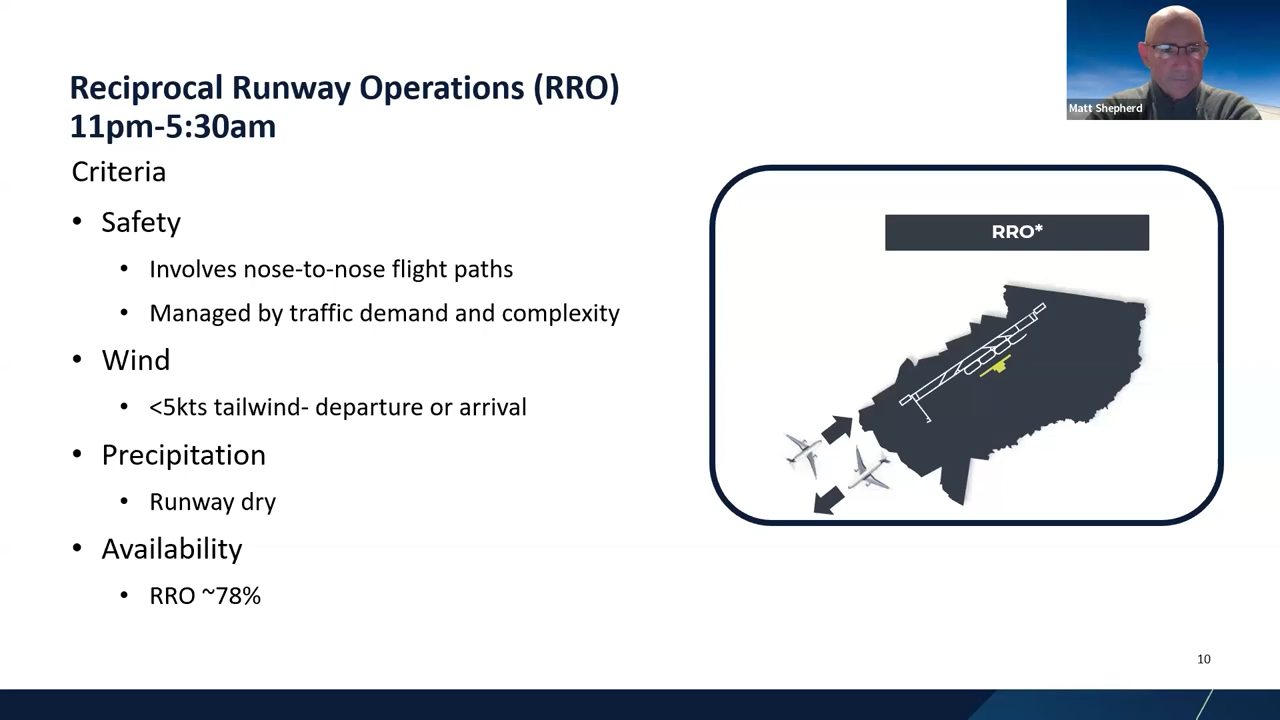 Reciprocal Runway Operations (RRO)
11pm-5:30am
Criteria
• Safety
• Involves nose-to-nose flight paths
• Managed by traffic demand and complexity
• Wind
• <5kts tailwind- departure or arrival
• Precipitation
• Runway dry
• Availability
• RRO ~78%
Matt Shepherd
RRO*
10